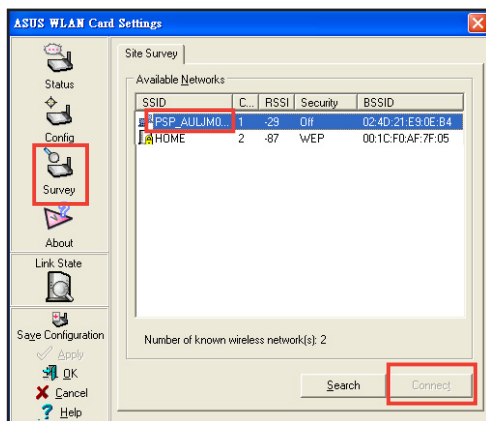 ASUS WLAN Card Settings
Status
Config
Survey
About
Link State
Save Configuration
Apply
OK
Cancel
Help
Site Survey
Available Networks
SSID C... RSSI Security BSSID
PSP_AULJM0... 1 -29 Off 02:4D:21:E9:0E:B4
HOME 2 -87 WEP 00:1C:F0:AF:7F:05
Number of known wireless network(s): 2
Search Connect